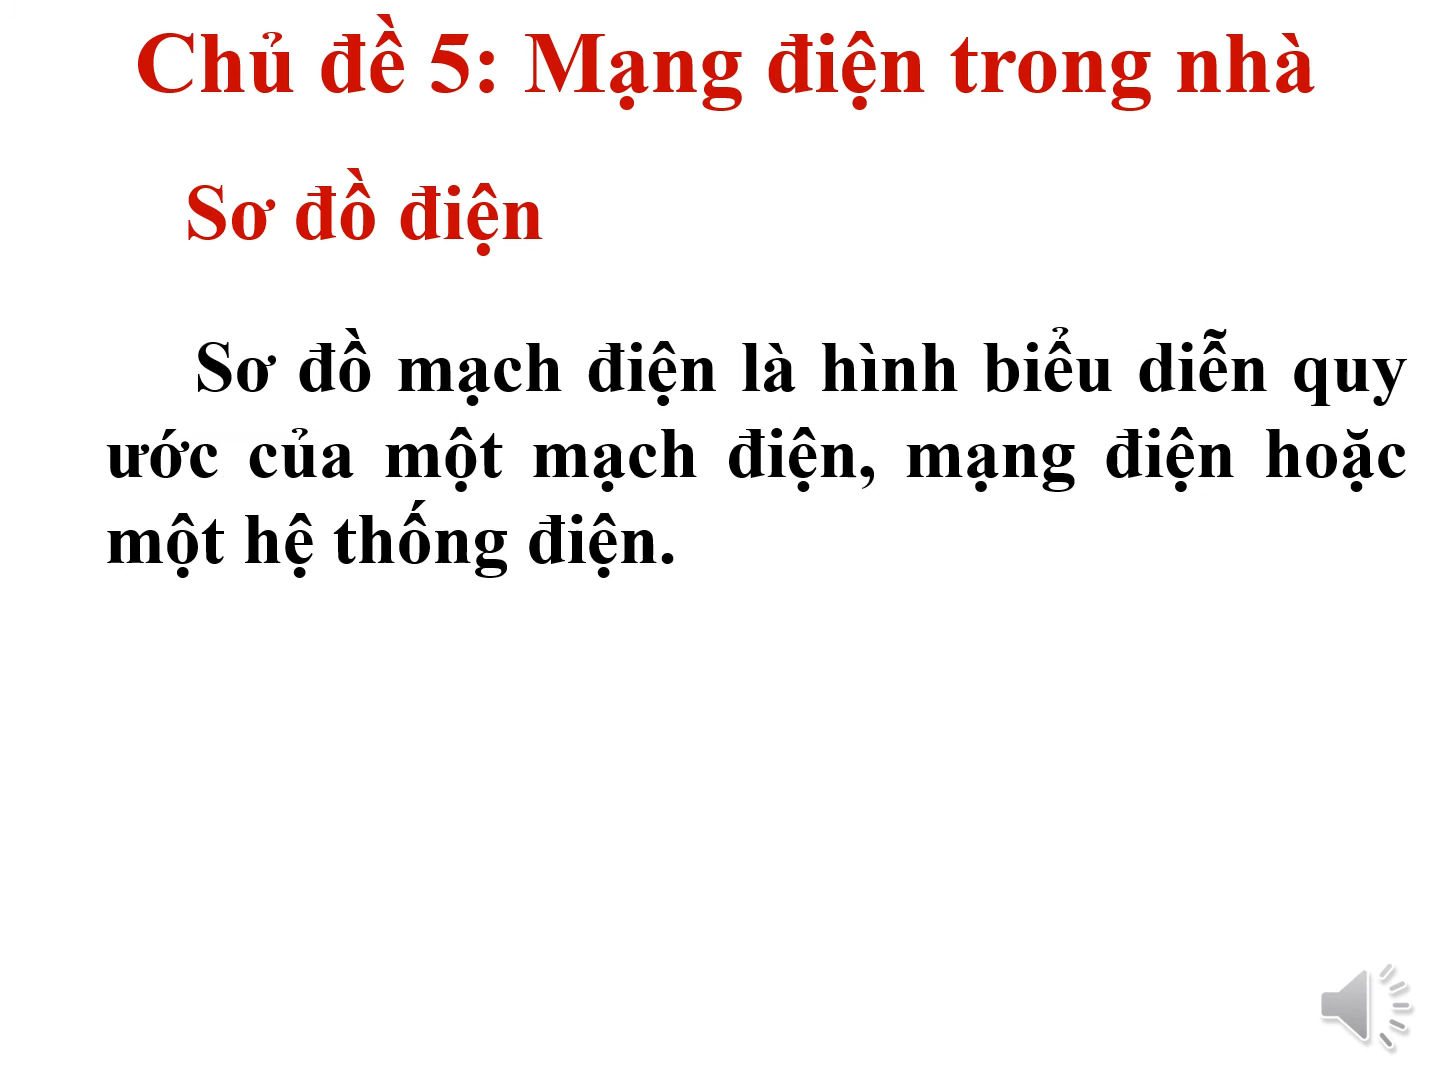 Chủ đề 5: Mạng điện trong nhà
Sơ đồ điện
Sơ đồ mạch điện là hình biểu diễn quy
ước của một mạch điện, mạng điện hoặc
một hệ thống điện.